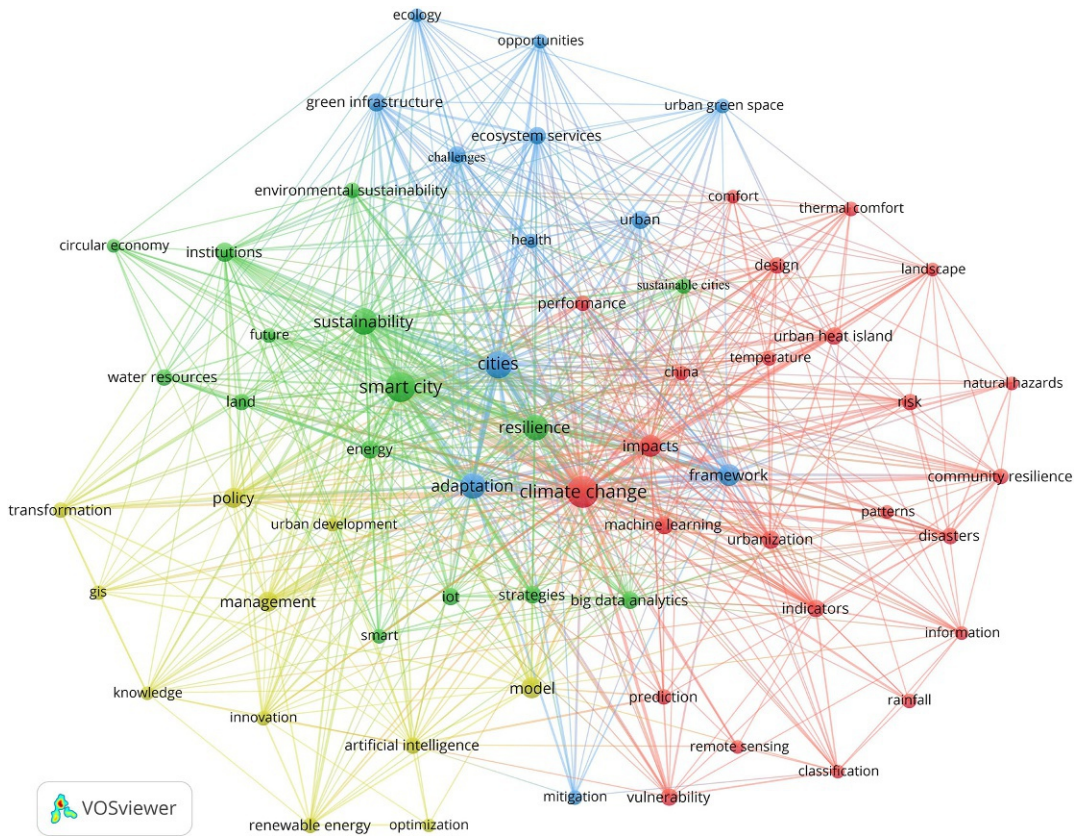 ecology
opportunities
green infrastructure
urban green space
ecosystem services
challenges
environmental sustainability
comfort
thermal comfort
urban
health
circular economy
institutions
design
landscape
sustainable cities
performance
sustainability
future
urban heat island
temperature
cities
china
water resources
smart city
natural hazards
land
risk
resilience
energy
impacts
framework
community resilience
adaptation
climate change
policy
transformation
urban development
machine learning
patterns
urbanization
disasters
gis
management
iot
strategies
big data analytics
indicators
smart
information
knowledge
model
prediction
rainfall
innovation
artificial intelligence
remote sensing
classification
mitigation
vulnerability
VOSviewer
renewable energy
optimization